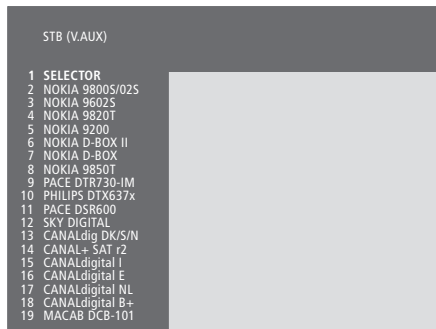 STB (V.AUX)
1 SELECTOR
2 NOKIA 9800S/02S
3 NOKIA 9602S
4 NOKIA 9820T
5 NOKIA 9200
6 NOKIA D-BOX II
7 NOKIA D-BOX
8 NOKIA 9850T
9 PACE DTR730-IM
10 PHILIPS DTX637x
11 PACE DSR600
12 SKY DIGITAL
13 CANALdig DK/S/N
14 CANAL+ SAT r2
15 CANALdigital I
16 CANALdigital E
17 CANALdigital NL
18 CANALdigital B+
19 MACAB DCB-101